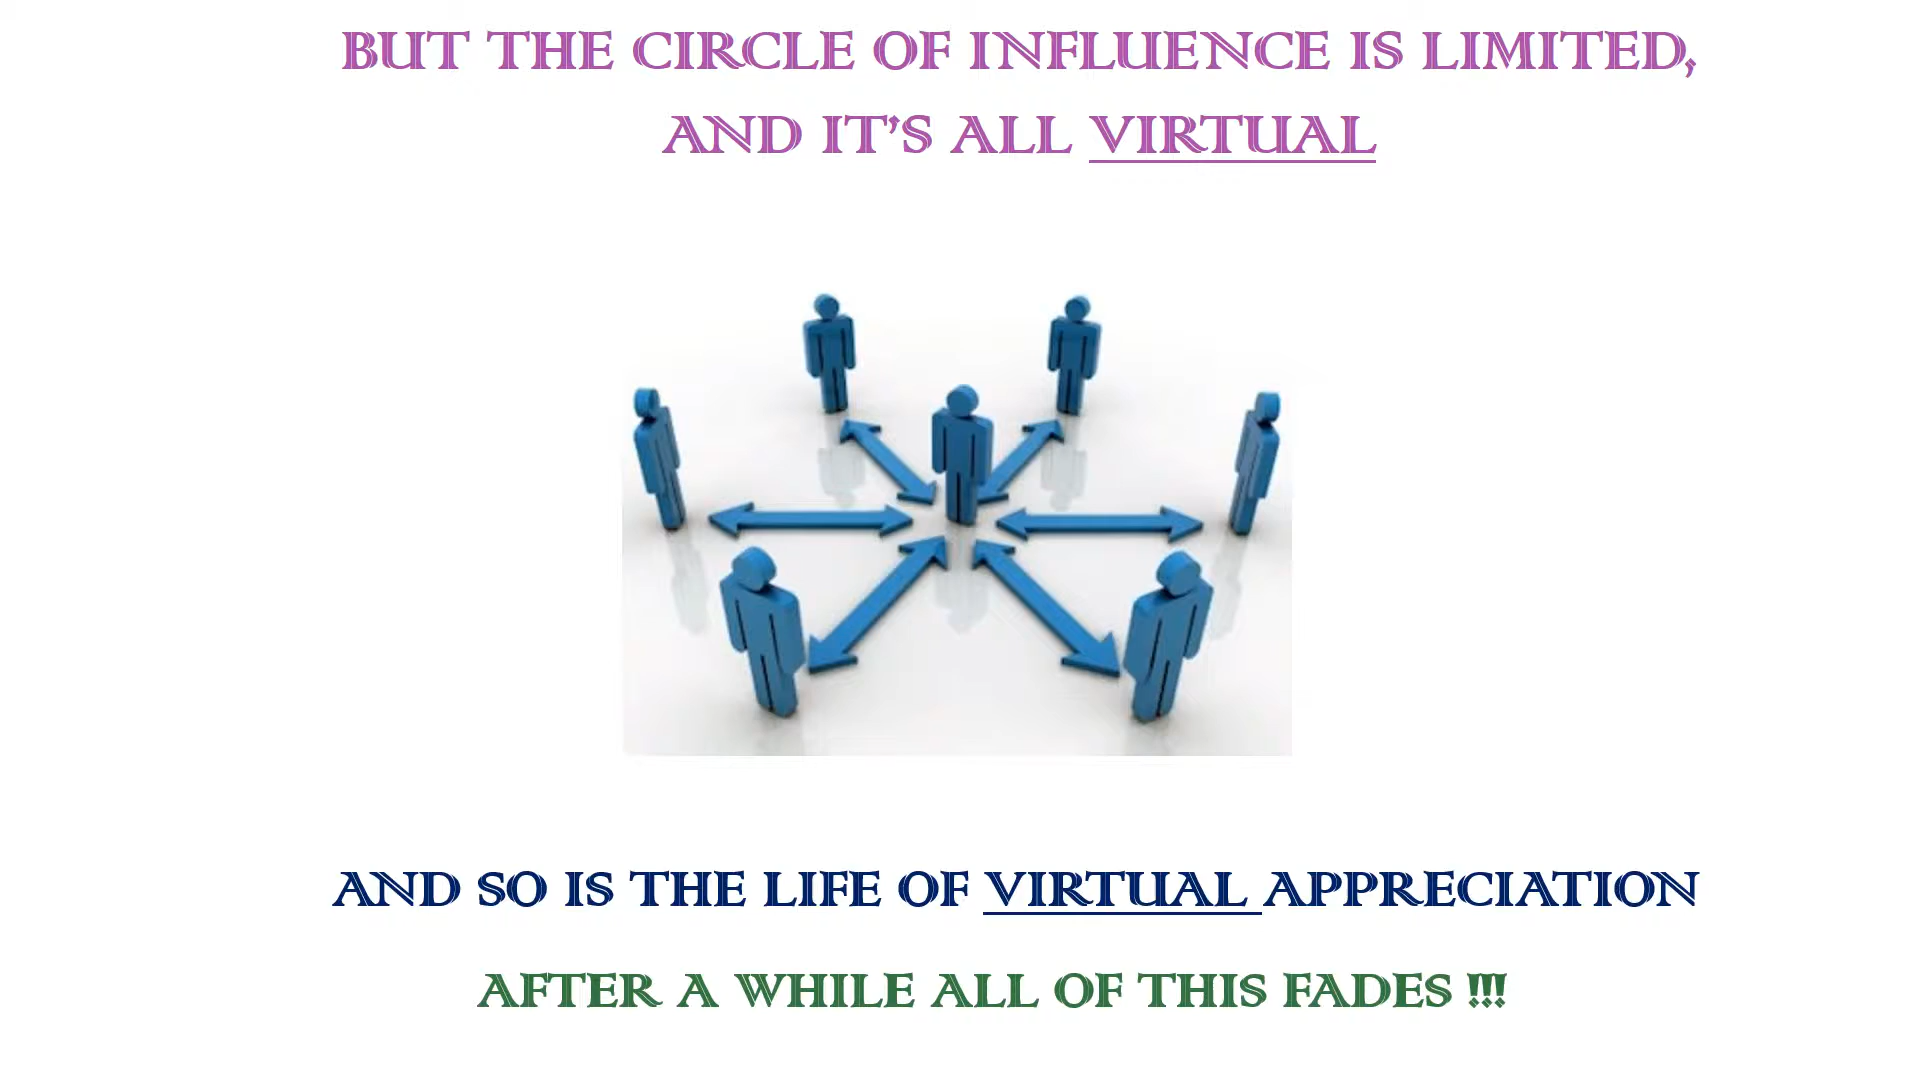 BUT THE CIRCLE OF INFLUENCE IS LIMITED,
AND IT'S ALL VIRTUAL
AND SO IS THE LIFE OF VIRTUAL APPRECIATION
AFTER A WHILE ALL OF THIS FADES !!!